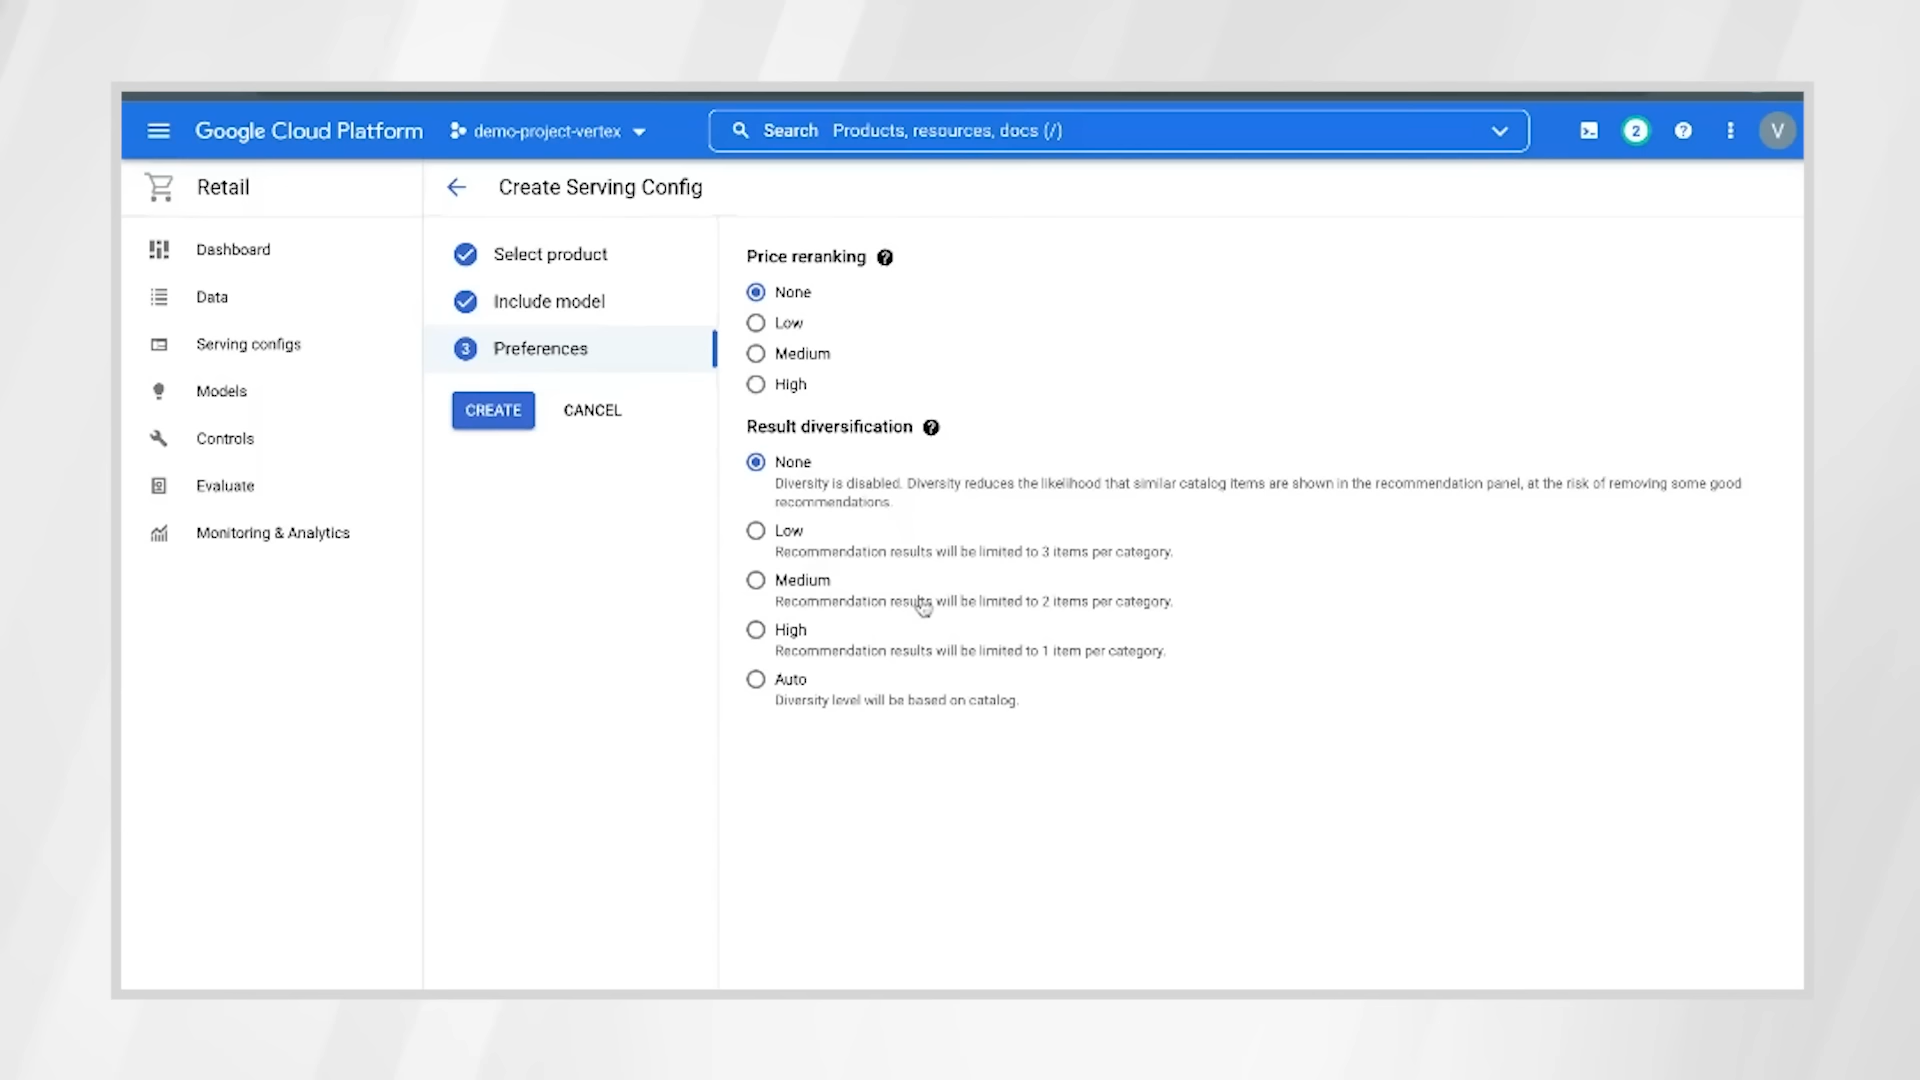 Google Cloud Platform
demo-project-vertex
Search Products, resources, docs (/)
2
V
Retail
Create Serving Config
Dashboard
Data
Serving configs
Models
Controls
Evaluate
Monitoring & Analytics
Select product
Include model
3 Preferences
CREATE
CANCEL
Price reranking
None
Low
Medium
High
Result diversification
None
Diversity is disabled. Diversity reduces the likelihood that similar catalog items are shown in the recommendation panel, at the risk of removing some good
recommendations.
Low
Recommendation results will be limited to 3 items per category.
Medium
Recommendation results will be limited to 2 items per category.
High
Recommendation results will be limited to 1 item per category.
Auto
Diversity level will be based on catalog.